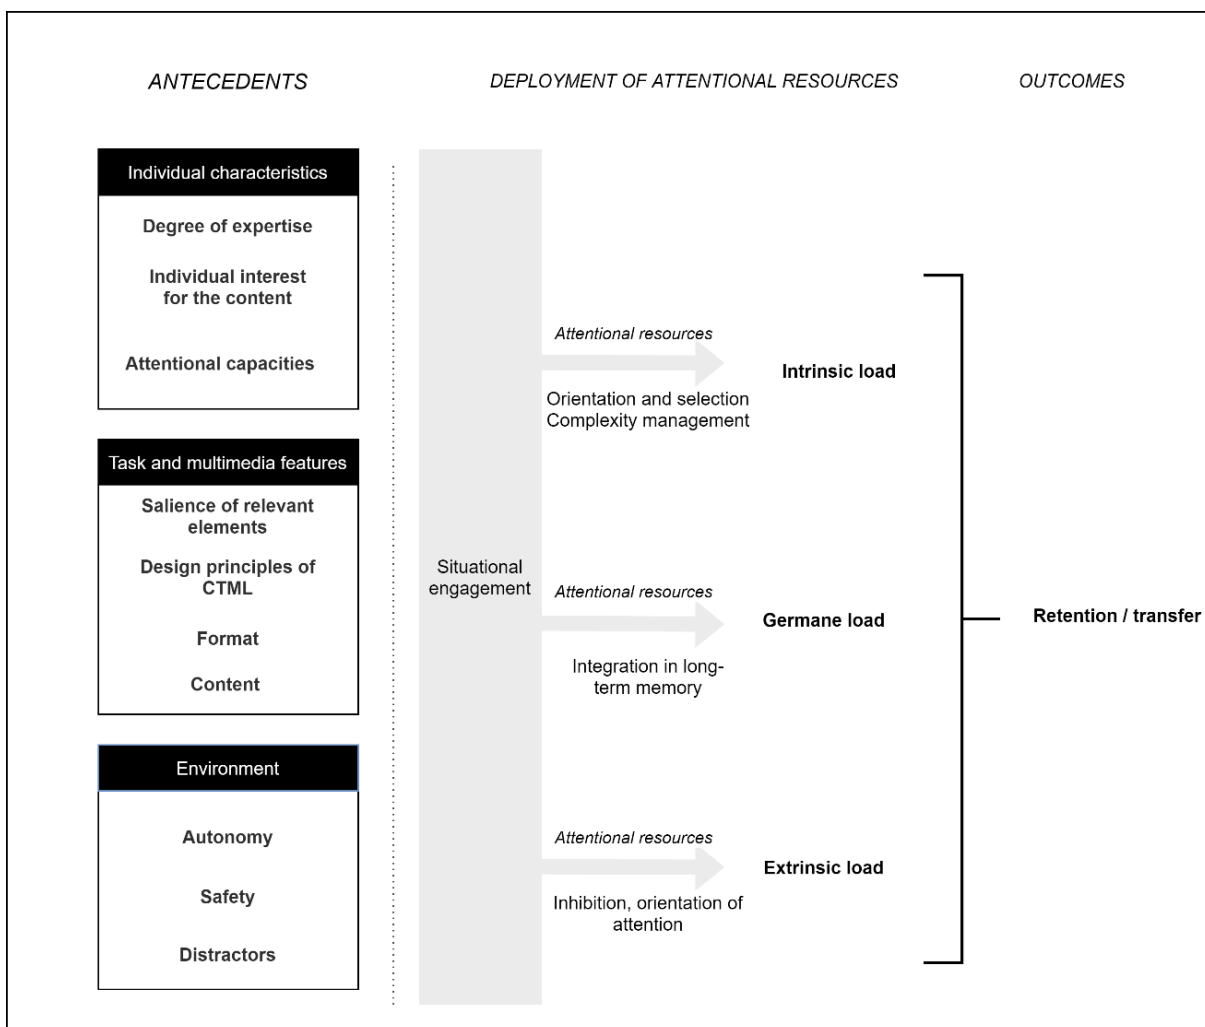 ANTECEDENTS
DEPLOYMENT OF ATTENTIONAL RESOURCES
OUTCOMES
Individual characteristics
Degree of expertise
Individual interest
for the content
Attentional capacities
Task and multimedia features
Salience of relevant
elements
Design principles of
CTML
Format
Content
Environment
Autonomy
Safety
Distractors
Situational
engagement
Attentional resources
Orientation and selection
Complexity management
Intrinsic load
Attentional resources
Integration in long-
term memory
Germane load
Attentional resources
Inhibition, orientation of
attention
Extrinsic load
Retention / transfer